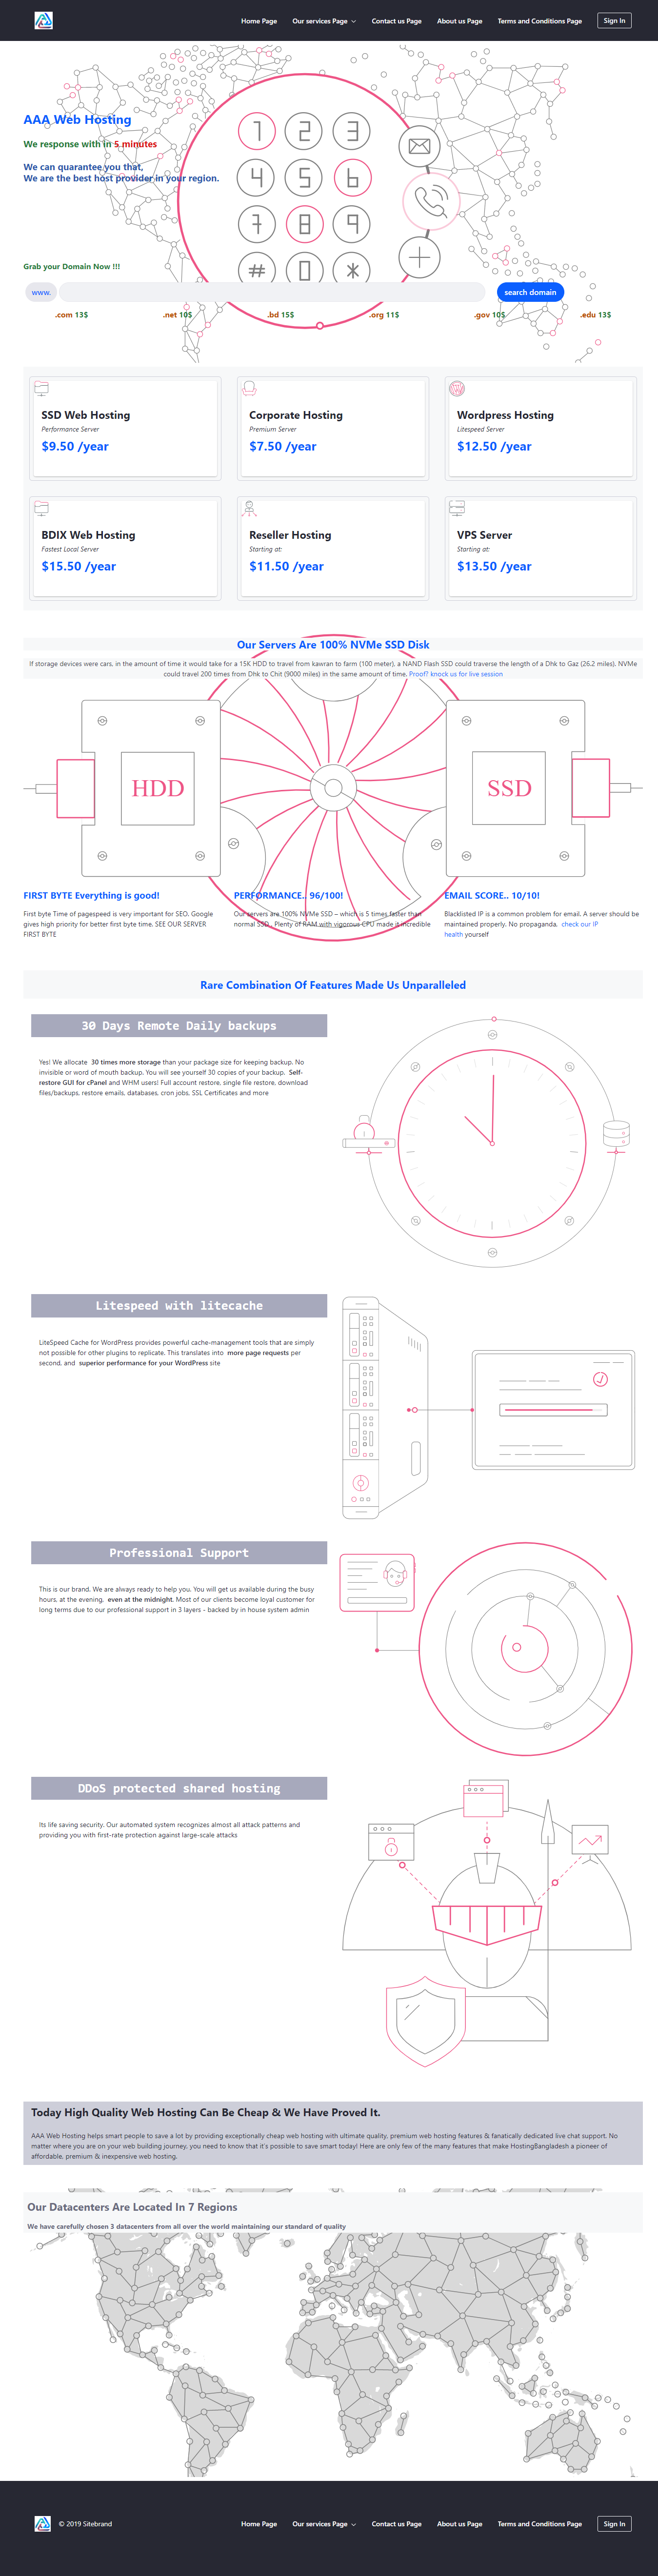 Home Page Our services Page Contact us Page About us Page Terms and Conditions Page Sign In
AAA Web Hosting
We response with in 5 minutes
We can quarantee you that,
We are the best host provider in your region.
1 2 3
4 5 6
7 8 9
# 0 *
Grab your Domain Now !!!
www. search domain
.com 13$ .net 10$ .bd 15$ .org 11$ .gov 10$ .edu 13$
SSD Web Hosting
Performance Server
$9.50 /year
Corporate Hosting
Premium Server
$7.50 /year
Wordpress Hosting
Litespeed Server
$12.50 /year
BDIX Web Hosting
Fastest Local Server
$15.50 /year
Reseller Hosting
Starting at:
$11.50 /year
VPS Server
Starting at:
$13.50 /year
Our Servers Are 100% NVMe SSD Disk
If storage devices were cars, in the amount of time it would take for a 15K HDD to travel from kawran to farm (100 meter), a NAND Flash SSD could traverse the length of a Dhk to Gaz (26.2 miles). NVMe
could travel 200 times from Dhk to Chit (9000 miles) in the same amount of time. Proof? knock us for live session
HDD SSD
FIRST BYTE Everything is good!
First byte Time of pagespeed is very important for SEO. Google
gives high priority for better first byte time. SEE OUR SERVER
FIRST BYTE
PERFORMANCE.. 96/100!
Our servers are 100% NVMe SSD – which is 5 times faster than
normal SSD . Plenty of RAM with vigorous CPU made it incredible
EMAIL SCORE.. 10/10!
Blacklisted IP is a common problem for email. A server should be
maintained properly. No propaganda, check our IP
health yourself
Rare Combination Of Features Made Us Unparalleled
30 Days Remote Daily backups
Yes! We allocate 30 times more storage than your package size for keeping backup. No
invisible or word of mouth backup. You will see yourself 30 copies of your backup. Self-
restore GUI for cPanel and WHM users! Full account restore, single file restore, download
files/backups, restore emails, databases, cron jobs, SSL Certificates and more
Litespeed with litecache
LiteSpeed Cache for WordPress provides powerful cache-management tools that are simply
not possible for other plugins to replicate. This translates into more page requests per
second, and superior performance for your WordPress site
Professional Support
This is our brand. We are always ready to help you. You will get us available during the busy
hours, at the evening, even at the midnight. Most of our clients become loyal customer for
long terms due to our professional support in 3 layers - backed by in house system admin
DDoS protected shared hosting
Its life saving security. Our automated system recognizes almost all attack patterns and
providing you with first-rate protection against large-scale attacks
Today High Quality Web Hosting Can Be Cheap & We Have Proved It.
AAA Web Hosting helps smart people to save a lot by providing exceptionally cheap web hosting with ultimate quality, premium web hosting features & fanatically dedicated live chat support. No
matter where you are on your web building journey, you need to know that it's possible to save smart today! Here are only few of the many features that make HostingBangladesh a pioneer of
affordable, premium & inexpensive web hosting.
Our Datacenters Are Located In 7 Regions
We have carefully chosen 3 datacenters from all over the world maintaining our standard of quality
© 2019 Sitebrand Home Page Our services Page Contact us Page About us Page Terms and Conditions Page Sign In